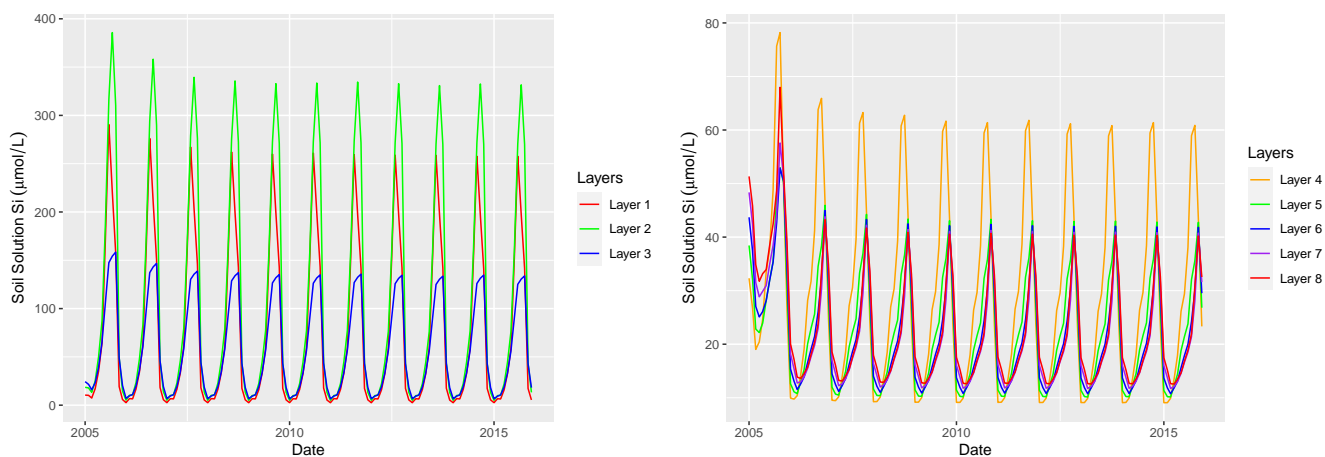 400
300
200
100
0
Soil Solution Si (μmol/L)
2005
2010
2015
Date
Layers
Layer 1
Layer 2
Layer 3
80
60
40
20
Soil Solution Si (μmol/L)
2005
2010
2015
Date
Layers
Layer 4
Layer 5
Layer 6
Layer 7
Layer 8